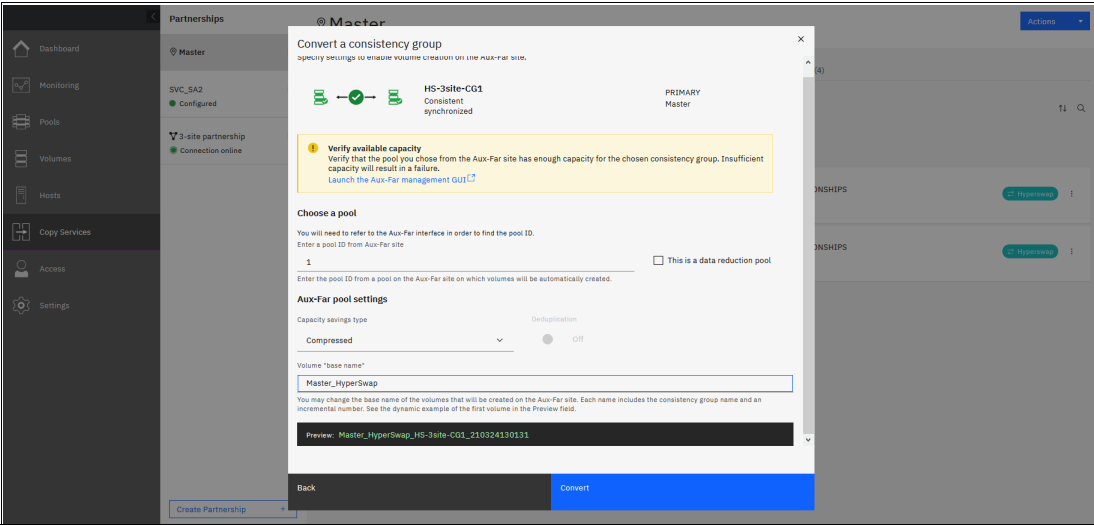 Partnerships
Master
Actions
Dashboard
Monitoring
Pools
Volumes
Hosts
Copy Services
Access
Settings
Master
SVC_SA2
Configured
3-site partnership
Connection online
Create Partnership +
(4)
ONSHIPS
Hyperswap
ONSHIPS
Hyperswap
Convert a consistency group
Specify settings to enable volume creation on the Aux-Far site.
HS-3site-CG1
Consistent
synchronized
PRIMARY
Master
Verify available capacity
Verify that the pool you chose from the Aux-Far site has enough capacity for the chosen consistency group. Insufficient
capacity will result in a failure.
Launch the Aux-Far management GUI
Choose a pool
You will need to refer to the Aux-Far interface in order to find the pool ID.
Enter a pool ID from Aux-Far site
1
This is a data reduction pool
Enter the pool ID from a pool on the Aux-Far site on which volumes will be automatically created.
Aux-Far pool settings
Capacity savings type
Deduplication
Compressed
Off
Volume "base name"
Master_HyperSwap
You may change the base name of the volumes that will be created on the Aux-Far site. Each name includes the consistency group name and an
incremental number. See the dynamic example of the first volume in the Preview field.
Preview: Master_HyperSwap_HS-3site-CG1_210324130131
Back
Convert